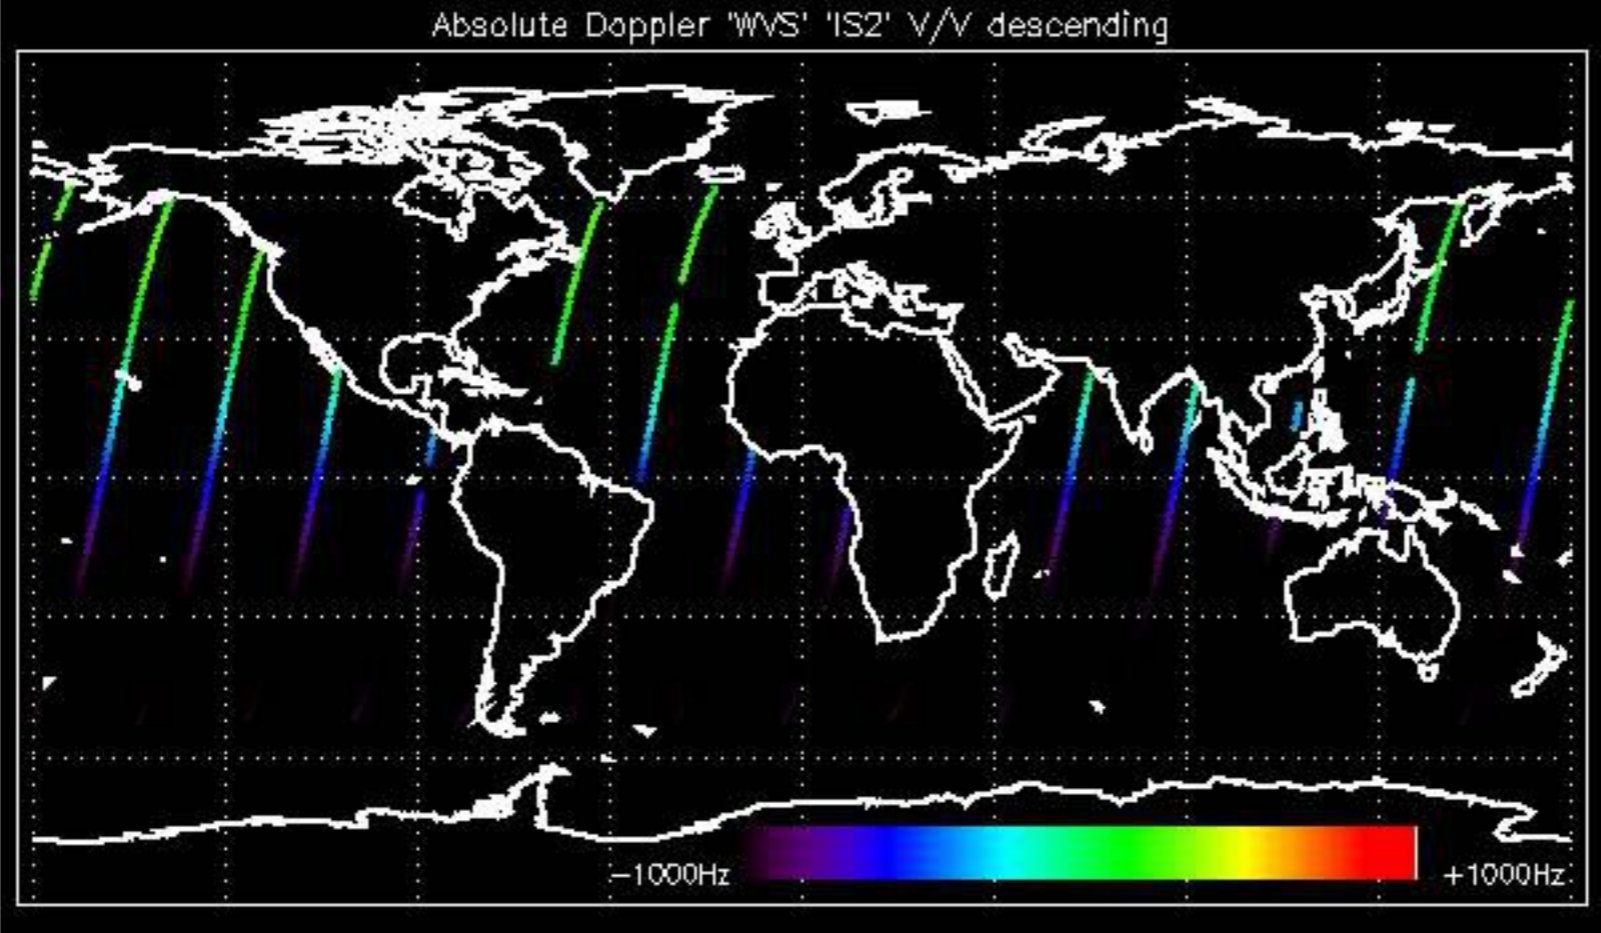 Absolute Doppler 'WVS' 'IS2' V/V descending
−1000Hz
+1000Hz